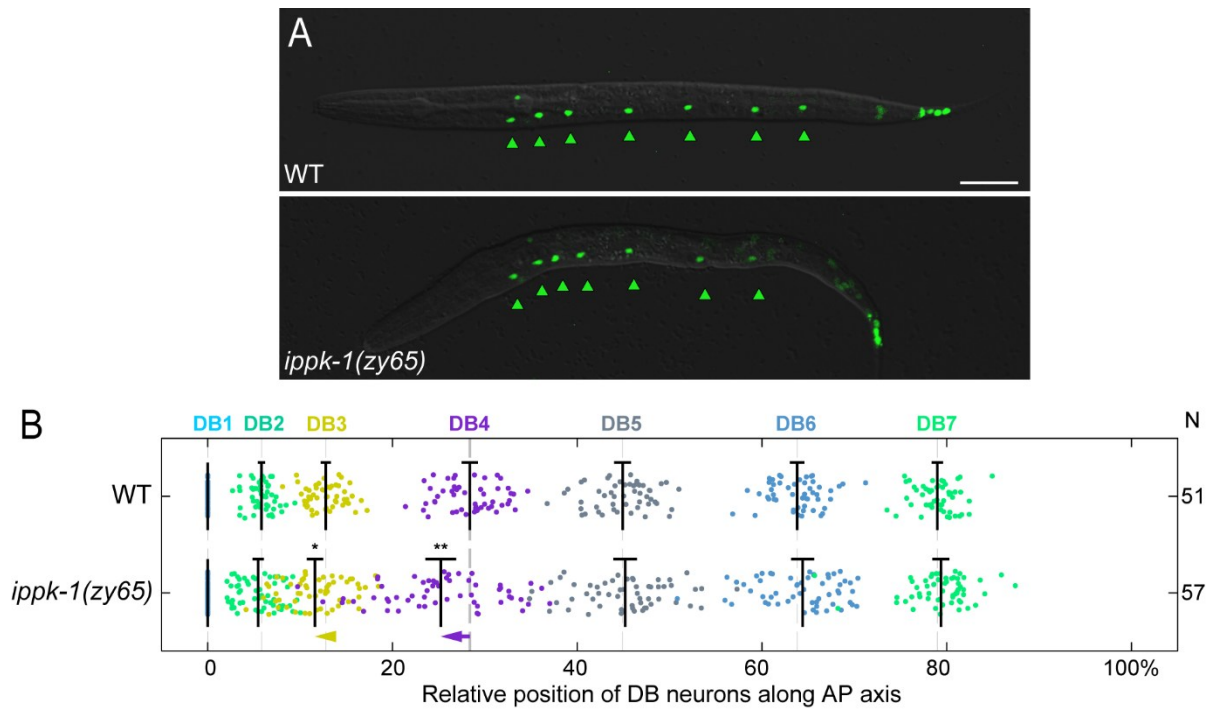 A
WT
ippk-1(zy65)
B
DB1 DB2 DB3 DB4 DB5 DB6 DB7 N
WT 51
* **
ippk-1(zy65) 57
0 20 40 60 80 100%
Relative position of DB neurons along AP axis